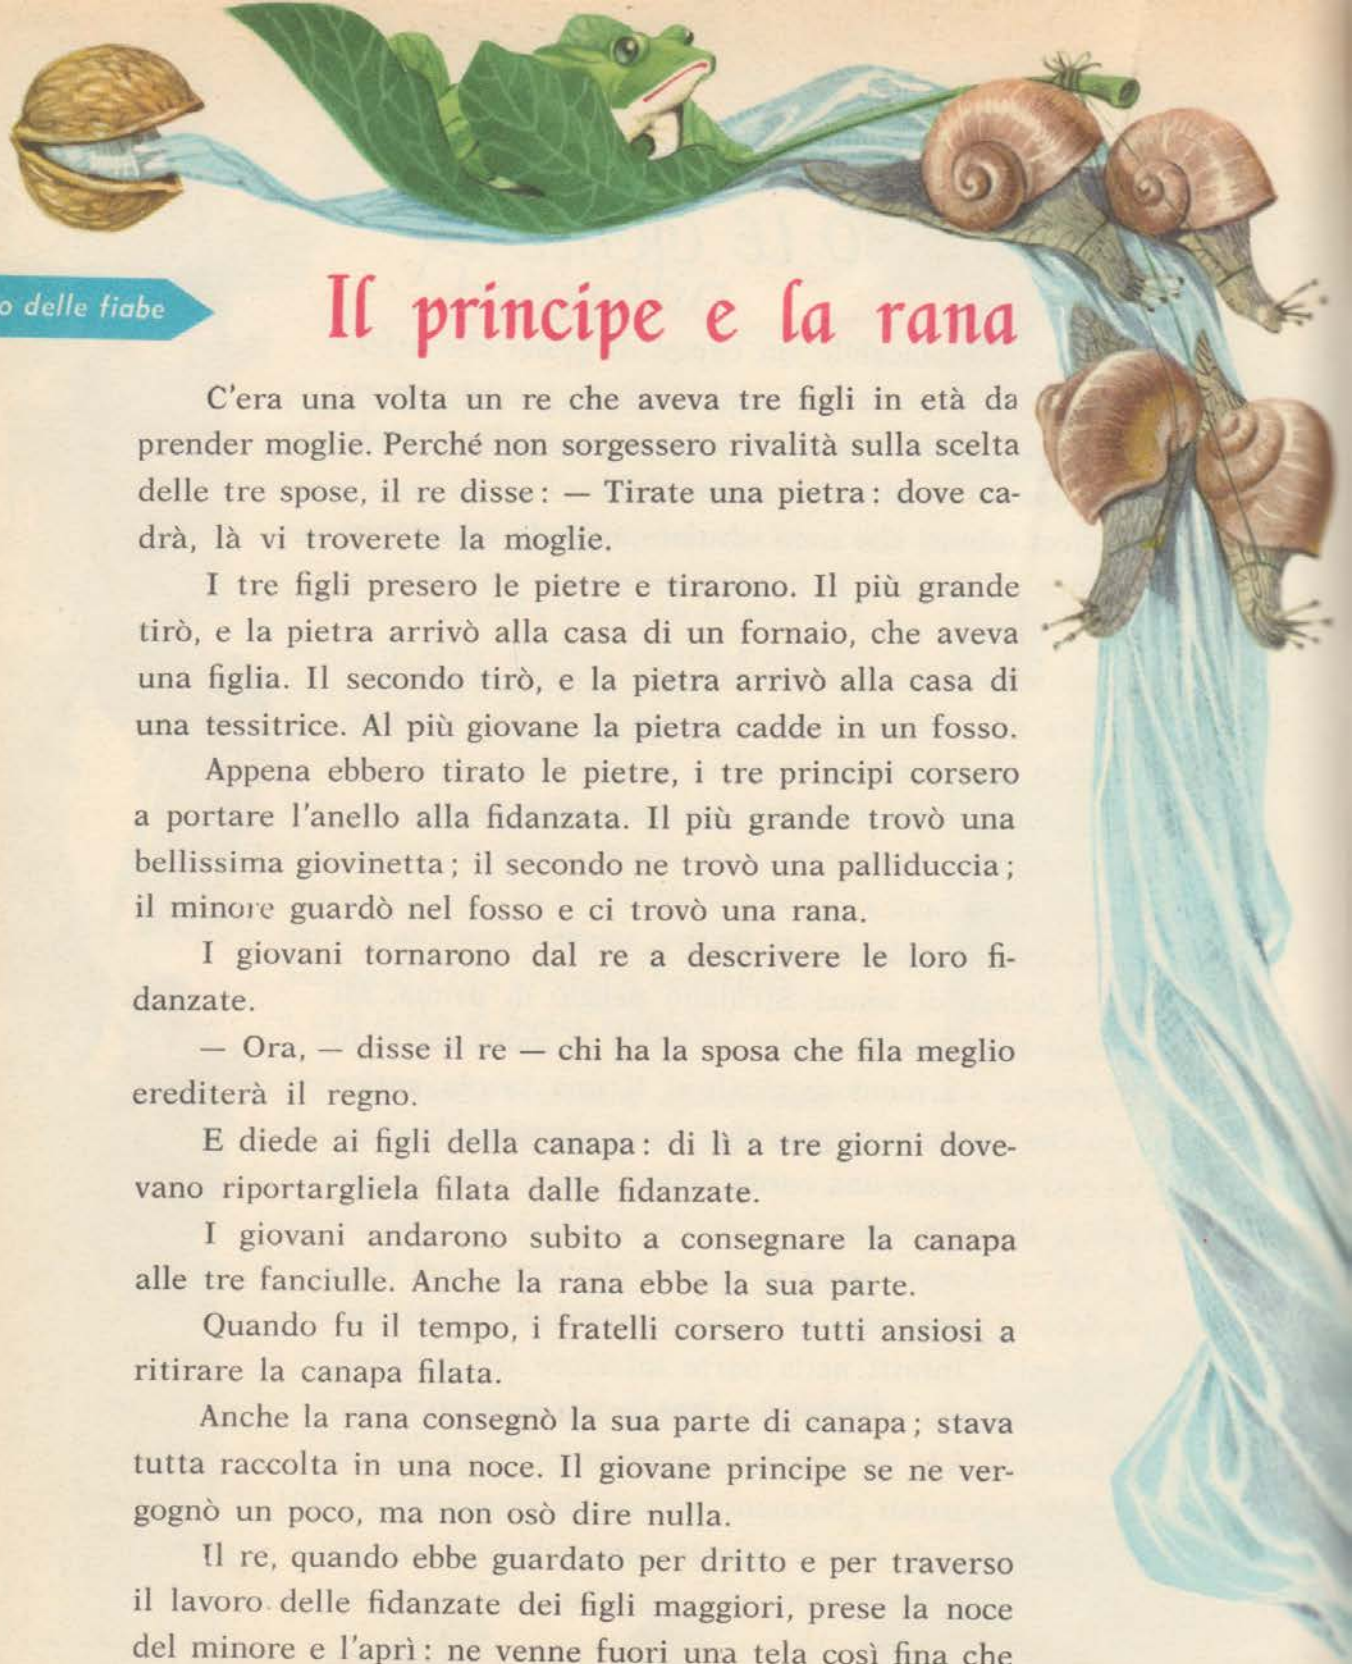 o delle fiabe
Il principe e la rana
C'era una volta un re che aveva tre figli in età da
prender moglie. Perché non sorgessero rivalità sulla scelta
delle tre spose, il re disse: — Tirate una pietra: dove ca-
drà, là vi troverete la moglie.
I tre figli presero le pietre e tirarono. Il più grande
tirò, e la pietra arrivò alla casa di un fornaio, che aveva
una figlia. Il secondo tirò, e la pietra arrivò alla casa di
una tessitrice. Al più giovane la pietra cadde in un fosso.
Appena ebbero tirato le pietre, i tre principi corsero
a portare l'anello alla fidanzata. Il più grande trovò una
bellissima giovinetta; il secondo ne trovò una palliduccia;
il minore guardò nel fosso e ci trovò una rana.
I giovani tornarono dal re a descrivere le loro fi-
danzate.
— Ora, — disse il re — chi ha la sposa che fila meglio
erediterà il regno.
E diede ai figli della canapa: di lì a tre giorni dove-
vano riportargliela filata dalle fidanzate.
I giovani andarono subito a consegnare la canapa
alle tre fanciulle. Anche la rana ebbe la sua parte.
Quando fu il tempo, i fratelli corsero tutti ansiosi a
ritirare la canapa filata.
Anche la rana consegnò la sua parte di canapa; stava
tutta raccolta in una noce. Il giovane principe se ne ver-
gognò un poco, ma non osò dire nulla.
Il re, quando ebbe guardato per dritto e per traverso
il lavoro delle fidanzate dei figli maggiori, prese la noce
del minore e l'aprì: ne venne fuori una tela così fina che